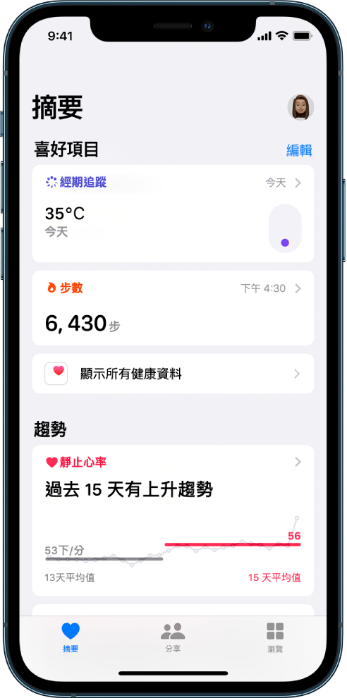 9:41
摘要
喜好項目 編輯
經期追蹤 今天
35°C
今天
步數 下午 4:30
6,430步
顯示所有健康資料
趨勢
靜止心率
過去 15 天有上升趨勢
56
53下/分
13天平均值 15 天平均值
摘要 分享 瀏覽